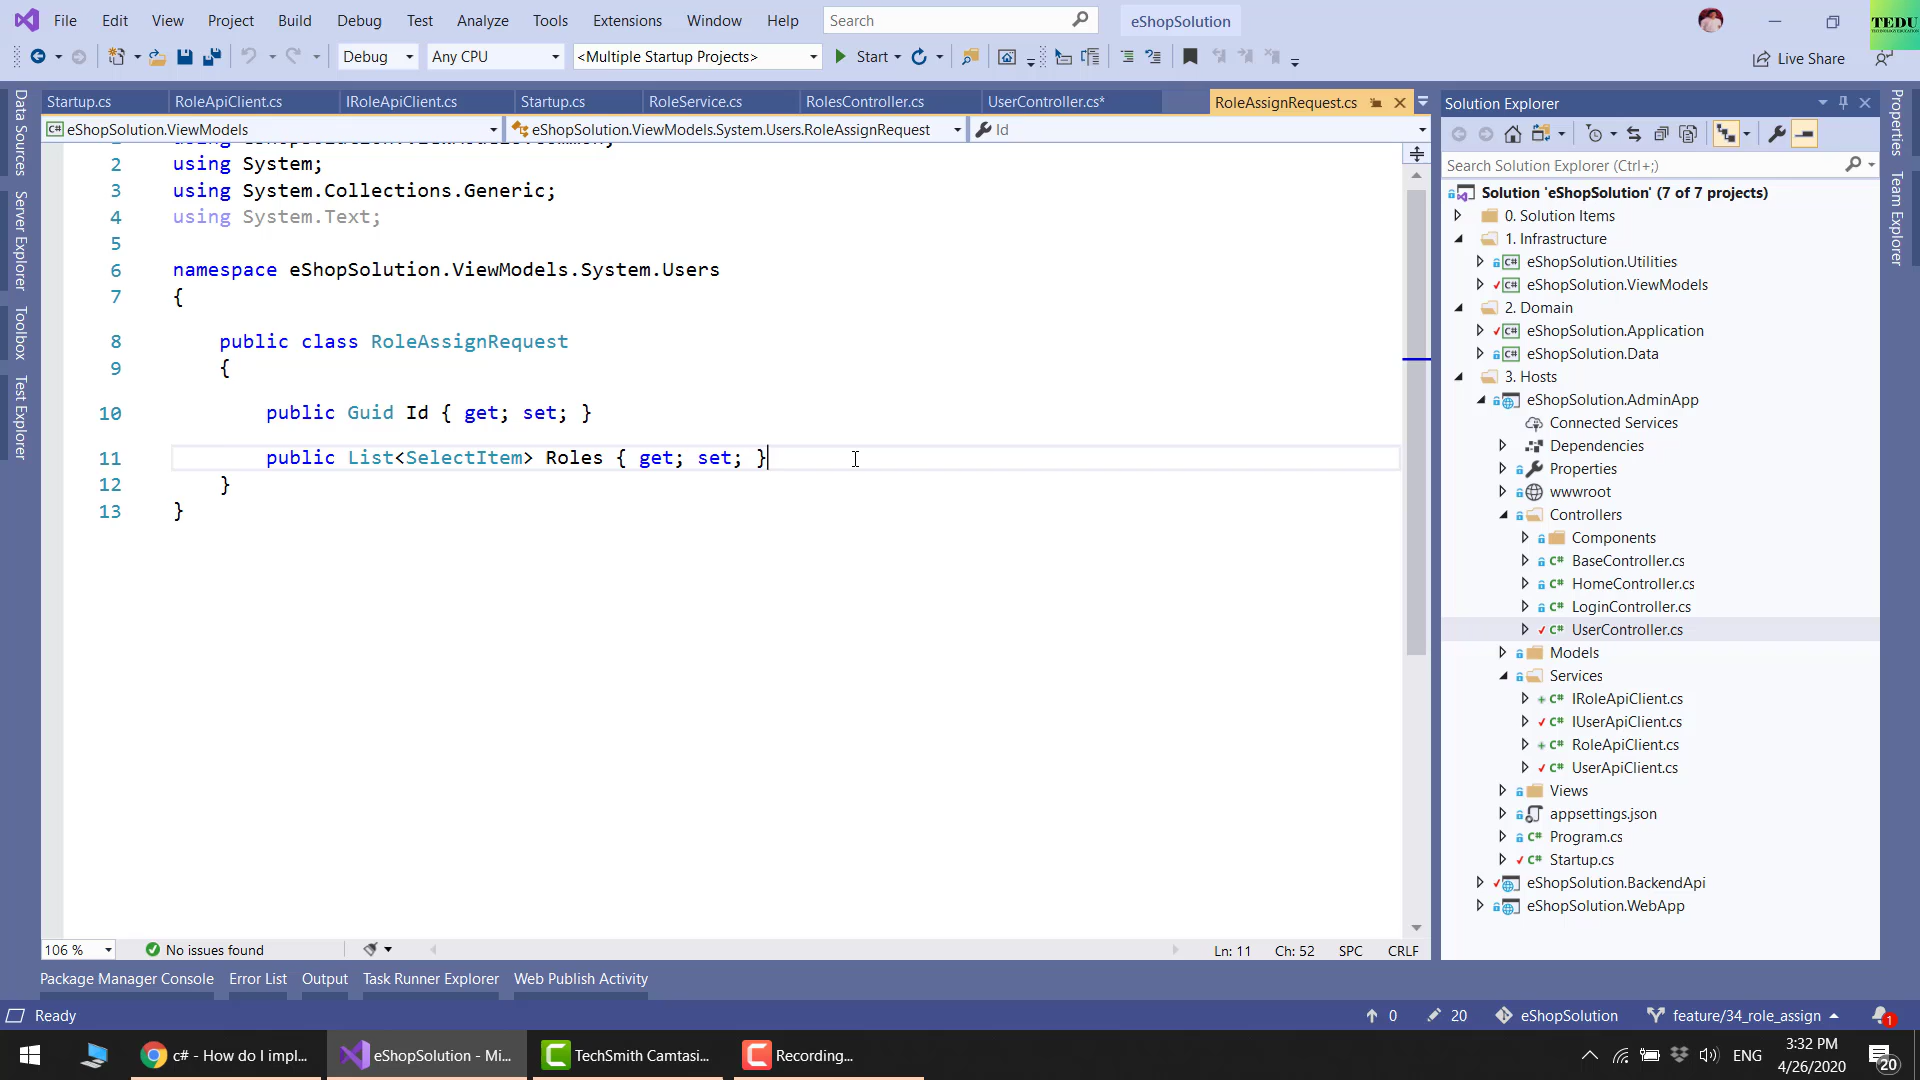 File Edit View Project Build Debug Test Analyze Tools Extensions Window Help Search eShopSolution TEDU
Debug Any CPU <Multiple Startup Projects> Start Live Share
Startup.cs RoleApiClient.cs IRoleApiClient.cs Startup.cs RoleService.cs RolesController.cs UserController.cs* RoleAssignRequest.cs
eShopSolution.ViewModels eShopSolution.ViewModels.System.Users.RoleAssignRequest Id
Data Sources
Server Explorer
Toolbox
Test Explorer
2 using System;
3 using System.Collections.Generic;
4 using System.Text;
5
6 namespace eShopSolution.ViewModels.System.Users
7 {
8 public class RoleAssignRequest
9 {
10 public Guid Id { get; set; }
11 public List<SelectItem> Roles { get; set; }
12 }
13 }
106 % No issues found Ln: 11 Ch: 52 SPC CRLF
Solution Explorer
Search Solution Explorer (Ctrl+;)
Solution 'eShopSolution' (7 of 7 projects)
0. Solution Items
1. Infrastructure
eShopSolution.Utilities
eShopSolution.ViewModels
2. Domain
eShopSolution.Application
eShopSolution.Data
3. Hosts
eShopSolution.AdminApp
Connected Services
Dependencies
Properties
wwwroot
Controllers
Components
BaseController.cs
HomeController.cs
LoginController.cs
UserController.cs
Models
Services
IRoleApiClient.cs
IUserApiClient.cs
RoleApiClient.cs
UserApiClient.cs
Views
appsettings.json
Program.cs
Startup.cs
eShopSolution.BackendApi
eShopSolution.WebApp
Properties
Team Explorer
Package Manager Console Error List Output Task Runner Explorer Web Publish Activity
Ready 0 20 eShopSolution feature/34_role_assign 1
c# - How do I impl... eShopSolution - Mi... TechSmith Camtasi... Recording... ENG 3:32 PM 20
4/26/2020